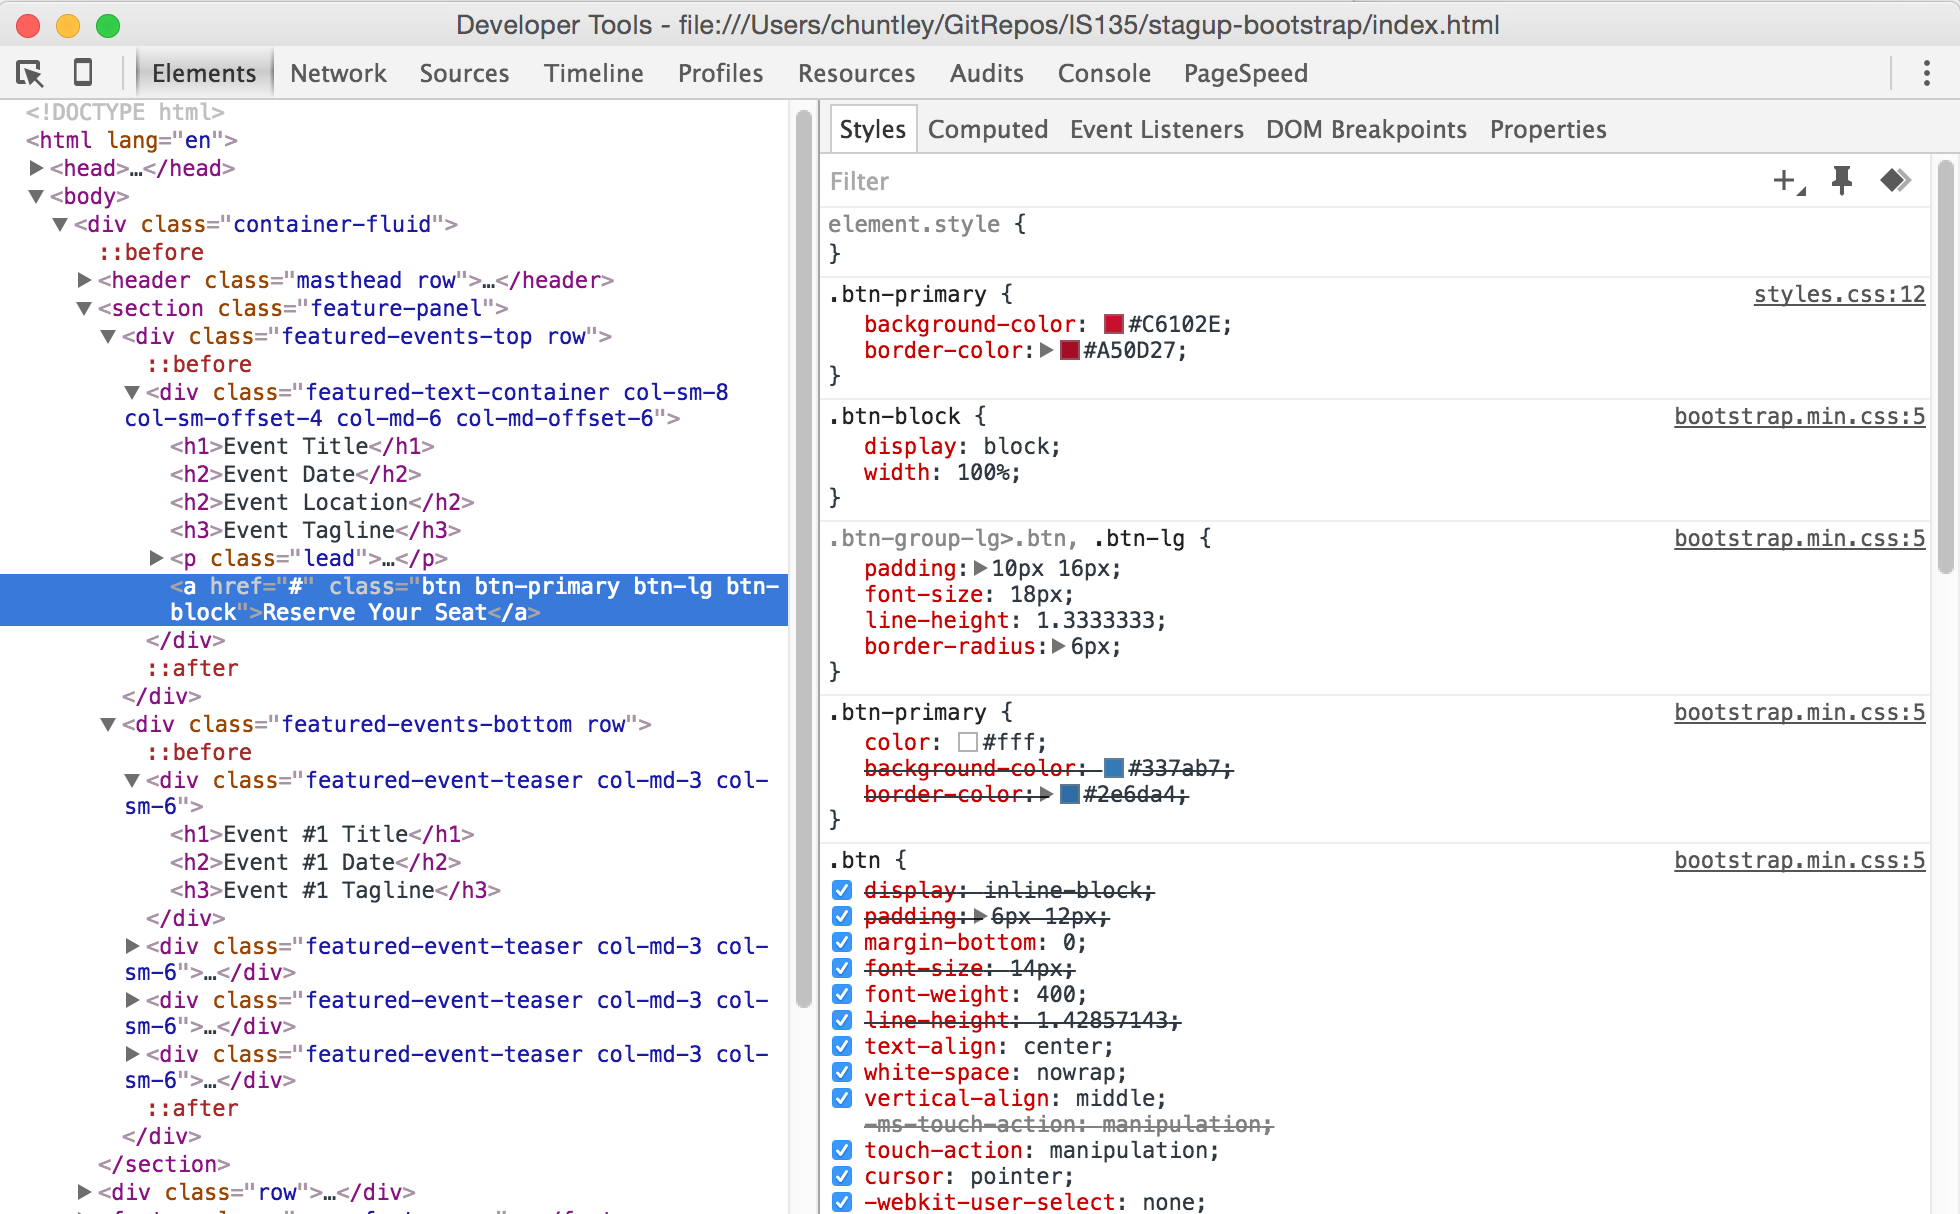 Developer Tools - file:///Users/chuntley/GitRepos/IS135/stagup-bootstrap/index.html
Elements Network Sources Timeline Profiles Resources Audits Console PageSpeed
<!DOCTYPE html>
<html lang="en">
<head>…</head>
<body>
<div class="container-fluid">
::before
<header class="masthead row">…</header>
<section class="feature-panel">
<div class="featured-events-top row">
::before
<div class="featured-text-container col-sm-8
col-sm-offset-4 col-md-6 col-md-offset-6">
<h1>Event Title</h1>
<h2>Event Date</h2>
<h2>Event Location</h2>
<h3>Event Tagline</h3>
<p class="lead">…</p>
<a href="#" class="btn btn-primary btn-lg btn-
block">Reserve Your Seat</a>
</div>
::after
</div>
<div class="featured-events-bottom row">
::before
<div class="featured-event-teaser col-md-3 col-
sm-6">
<h1>Event #1 Title</h1>
<h2>Event #1 Date</h2>
<h3>Event #1 Tagline</h3>
</div>
<div class="featured-event-teaser col-md-3 col-
sm-6">…</div>
<div class="featured-event-teaser col-md-3 col-
sm-6">…</div>
<div class="featured-event-teaser col-md-3 col-
sm-6">…</div>
::after
</div>
</section>
<div class="row">…</div>
Styles Computed Event Listeners DOM Breakpoints Properties
Filter
element.style {
}
.btn-primary { styles.css:12
background-color: #C6102E;
border-color: #A50D27;
}
.btn-block { bootstrap.min.css:5
display: block;
width: 100%;
}
.btn-group-lg>.btn, .btn-lg { bootstrap.min.css:5
padding: 10px 16px;
font-size: 18px;
line-height: 1.3333333;
border-radius: 6px;
}
.btn-primary { bootstrap.min.css:5
color: #fff;
background-color: #337ab7;
border-color: #2e6da4;
}
.btn { bootstrap.min.css:5
display: inline-block;
padding: 6px 12px;
margin-bottom: 0;
font-size: 14px;
font-weight: 400;
line-height: 1.42857143;
text-align: center;
white-space: nowrap;
vertical-align: middle;
-ms-touch-action: manipulation;
touch-action: manipulation;
cursor: pointer;
-webkit-user-select: none;